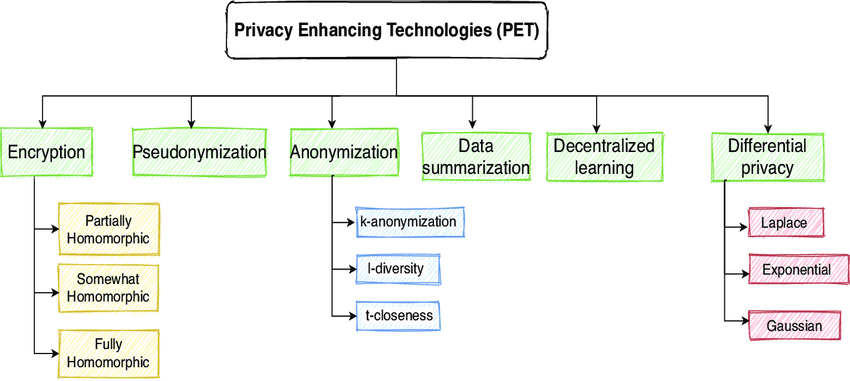 Privacy Enhancing Technologies (PET)
Encryption
Pseudonymization
Anonymization
Data
summarization
Decentralized
learning
Differential
privacy
Partially
Homomorphic
Somewhat
Homomorphic
Fully
Homomorphic
k-anonymization
l-diversity
t-closeness
Laplace
Exponential
Gaussian